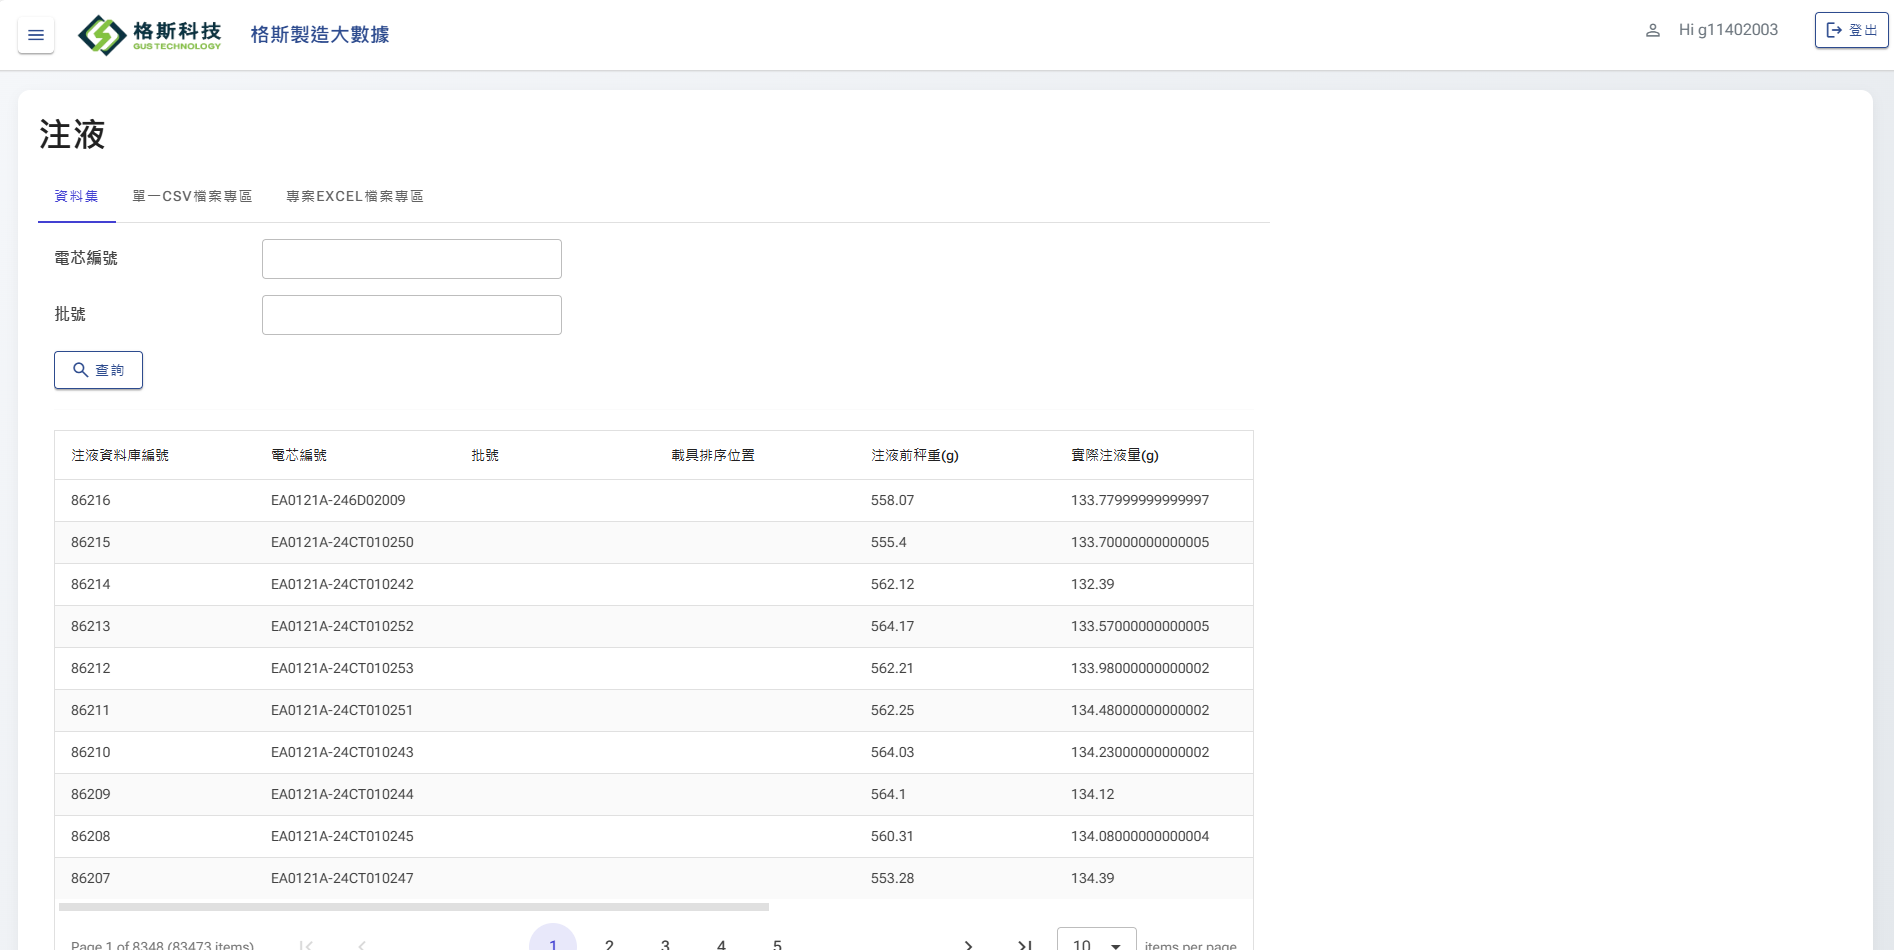 格斯科技
GUS TECHNOLOGY
格斯製造大數據
Hi g11402003
登出
注液
資料集 單一CSV檔案專區 專案EXCEL檔案專區
電芯編號
批號
查詢
注液資料庫編號 電芯編號 批號 載具排序位置 注液前秤重(g) 實際注液量(g)
86216 EA0121A-246D02009 558.07 133.77999999999997
86215 EA0121A-24CT010250 555.4 133.70000000000005
86214 EA0121A-24CT010242 562.12 132.39
86213 EA0121A-24CT010252 564.17 133.57000000000005
86212 EA0121A-24CT010253 562.21 133.98000000000002
86211 EA0121A-24CT010251 562.25 134.48000000000002
86210 EA0121A-24CT010243 564.03 134.23000000000002
86209 EA0121A-24CT010244 564.1 134.12
86208 EA0121A-24CT010245 560.31 134.08000000000004
86207 EA0121A-24CT010247 553.28 134.39
Page 1 of 8348 (83473 items) 1 2 3 4 5 10 items per page